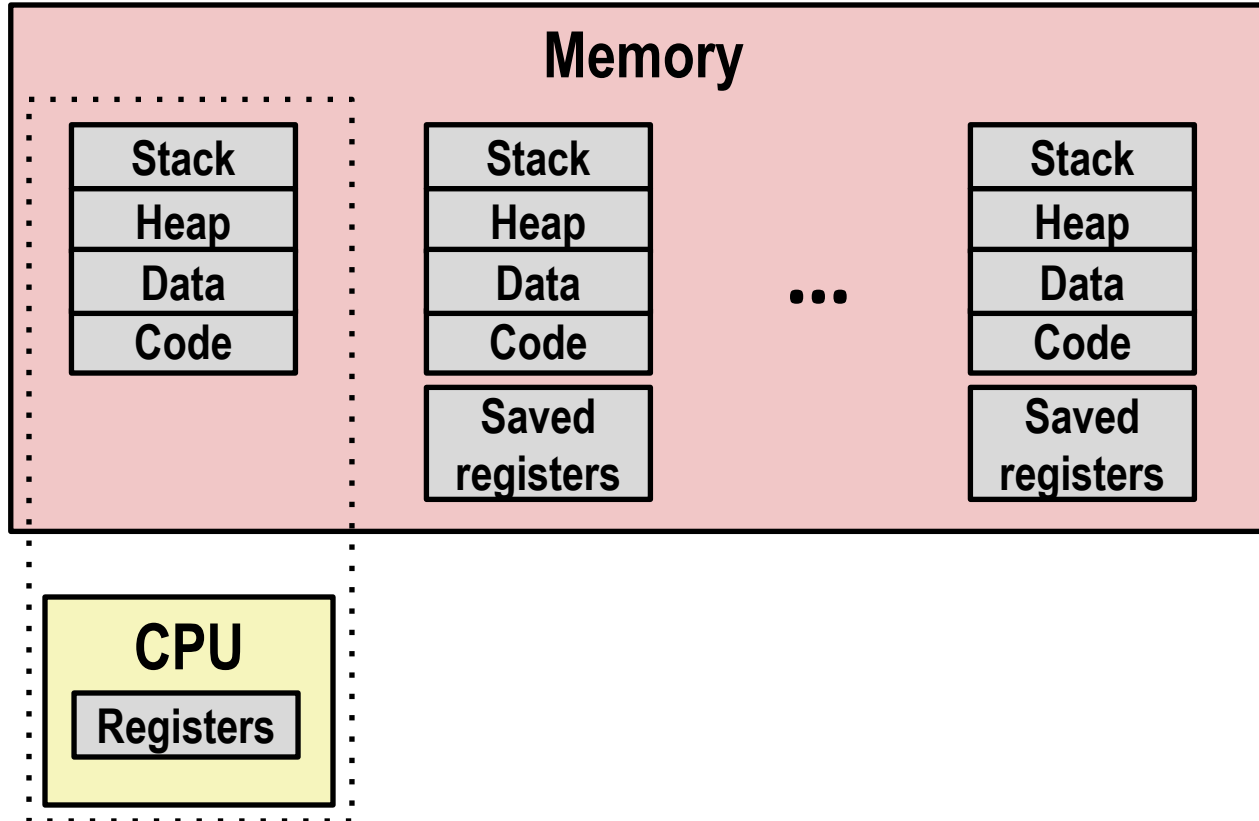 Memory
Stack
Heap
Data
Code
Stack
Heap
Data
Code
Saved
registers
...
Stack
Heap
Data
Code
Saved
registers
CPU
Registers